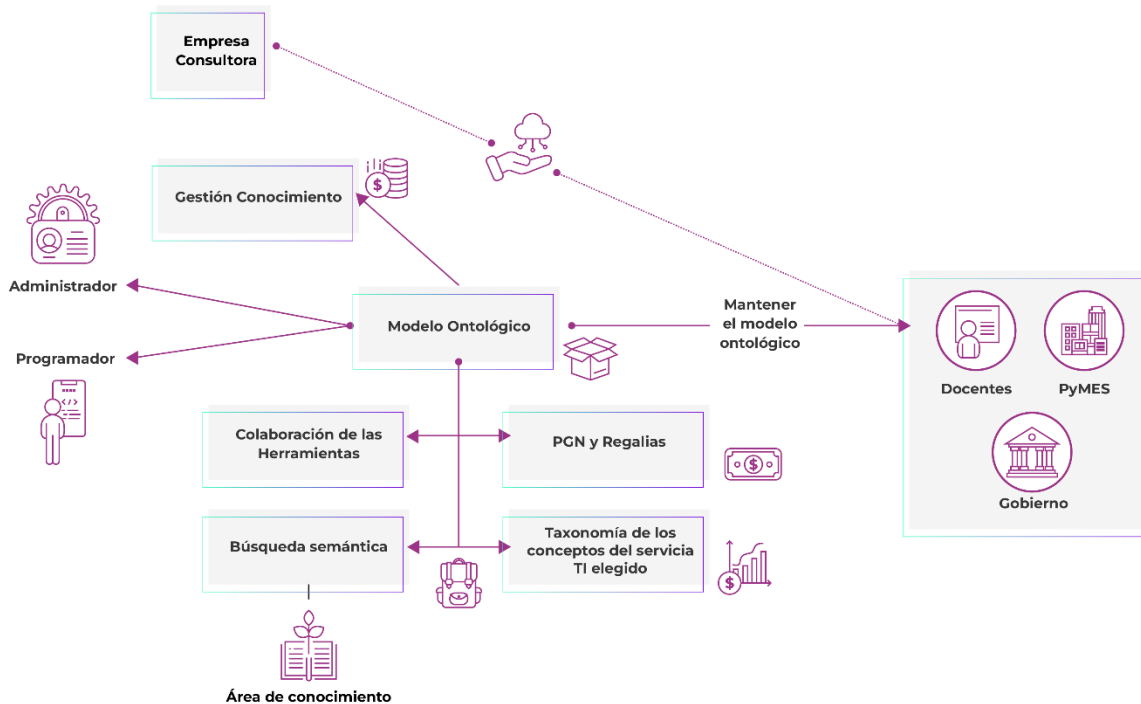 Empresa
Consultora
Gestión Conocimiento
Administrador
Programador
Modelo Ontológico
Mantener
el modelo
ontológico
Docentes
PyMES
Gobierno
Colaboración de las
Herramientas
PGN y Regalias
Búsqueda semántica
Taxonomía de los
conceptos del servicia
TI elegido
Área de conocimiento